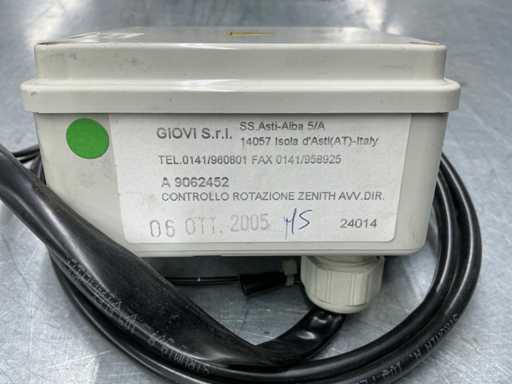 GIOVI S.r.l. SS.Asti-Alba 5/A
14057 Isola d'Asti(AT)-Italy
TEL.0141/960801 FAX 0141/958925
A 9062452
CONTROLLO ROTAZIONE ZENITH AVV.DIR.
06 OTT. 2005 MS 24014